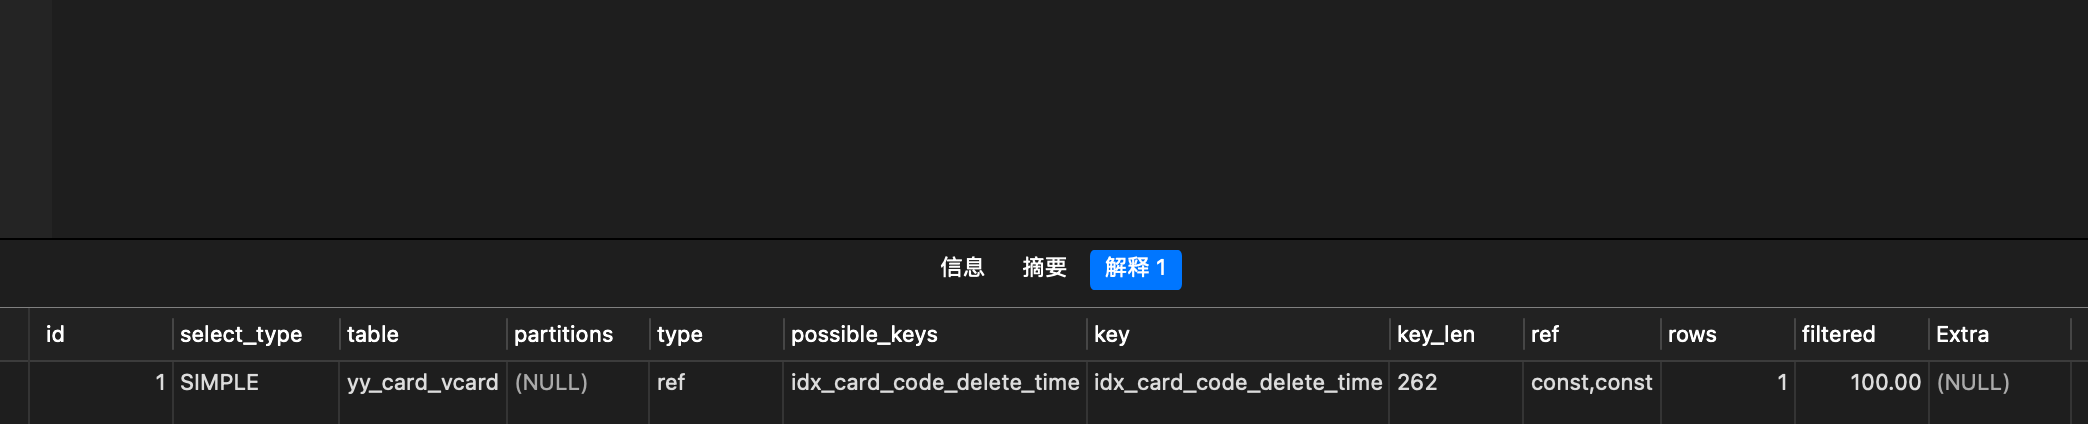 信息 摘要 解释 1
id select_type table partitions type possible_keys key key_len ref rows filtered Extra
1 SIMPLE yy_card_vcard (NULL) ref idx_card_code_delete_time idx_card_code_delete_time 262 const,const 1 100.00 (NULL)